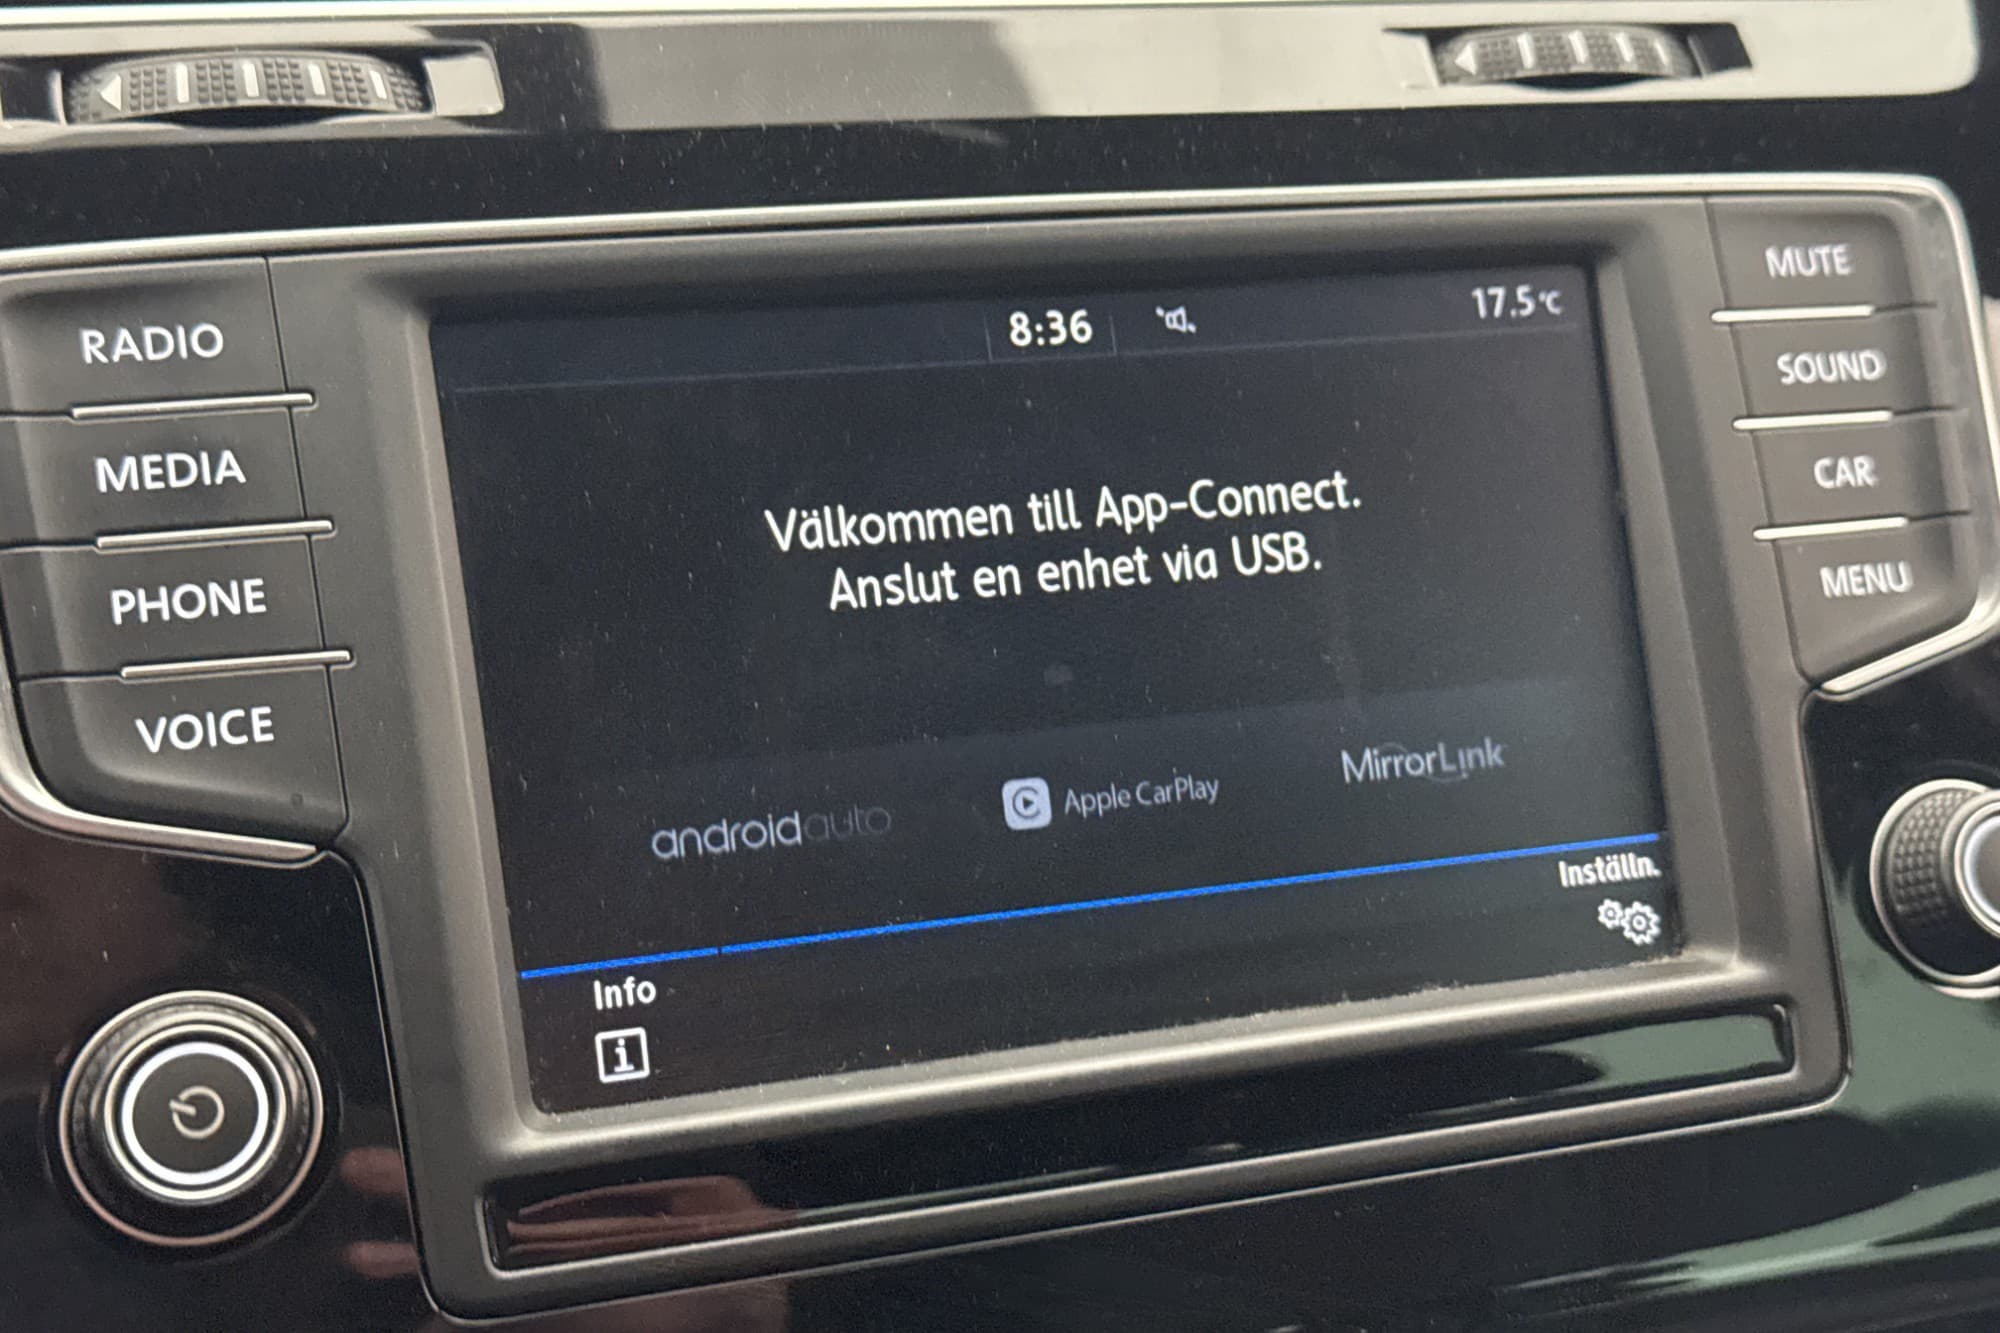 RADIO
MEDIA
PHONE
VOICE
8:36
17.5°C
Välkommen till App-Connect.
Anslut en enhet via USB.
androidauto
Apple CarPlay
MirrorLink
Info
i
Inställn.
MUTE
SOUND
CAR
MENU